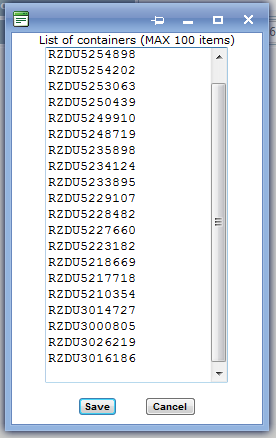 List of containers (MAX 100 items)
RZDU5254898
RZDU5254202
RZDU5253063
RZDU5250439
RZDU5249910
RZDU5248719
RZDU5235898
RZDU5234124
RZDU5233895
RZDU5229107
RZDU5228482
RZDU5227660
RZDU5223182
RZDU5218669
RZDU5217718
RZDU5210354
RZDU3014727
RZDU3000805
RZDU3026219
RZDU3016186
Save Cancel